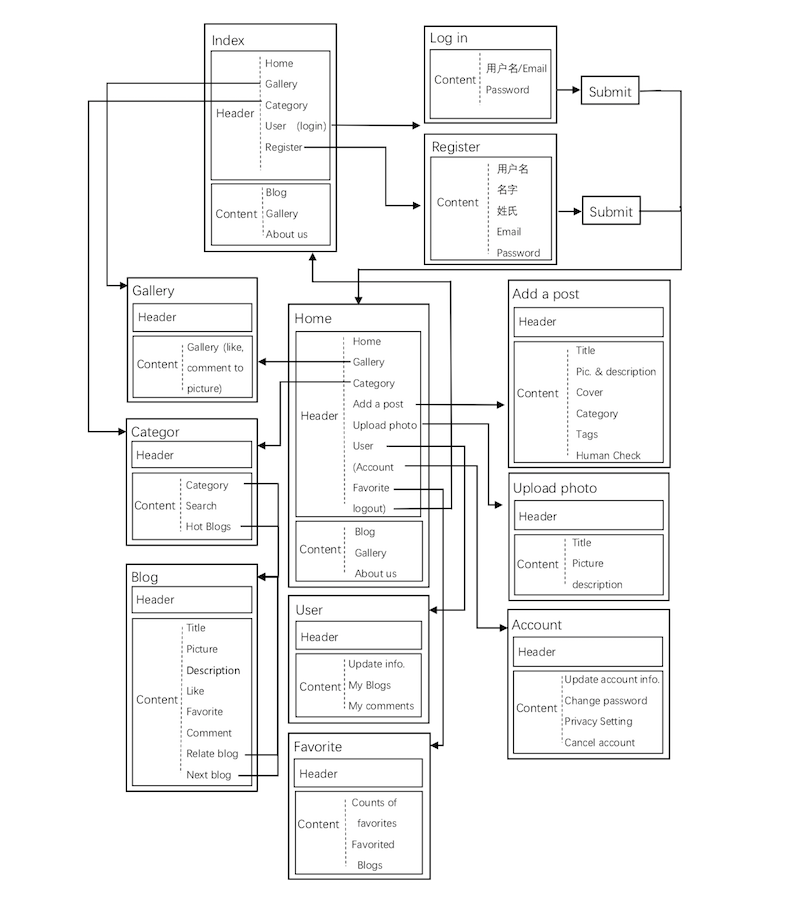 Index
Header
Home
Gallery
Category
User (login)
Register
Content
Blog
Gallery
About us
Log in
Content
用户名/Email
Password
Submit
Register
Content
用户名
名字
姓氏
Email
Password
Submit
Gallery
Header
Content
Gallery (like,
comment to
picture)
Categor
Header
Content
Category
Search
Hot Blogs
Blog
Header
Content
Title
Picture
Description
Like
Favorite
Comment
Relate blog
Next blog
Home
Header
Home
Gallery
Category
Add a post
Upload photo
User
(Account
Favorite
logout)
Content
Blog
Gallery
About us
User
Header
Content
Update info.
My Blogs
My comments
Favorite
Header
Content
Counts of
favorites
Favorited
Blogs
Add a post
Header
Content
Title
Pic. & description
Cover
Category
Tags
Human Check
Upload photo
Header
Content
Title
Picture
description
Account
Header
Content
Update account info.
Change password
Privacy Setting
Cancel account